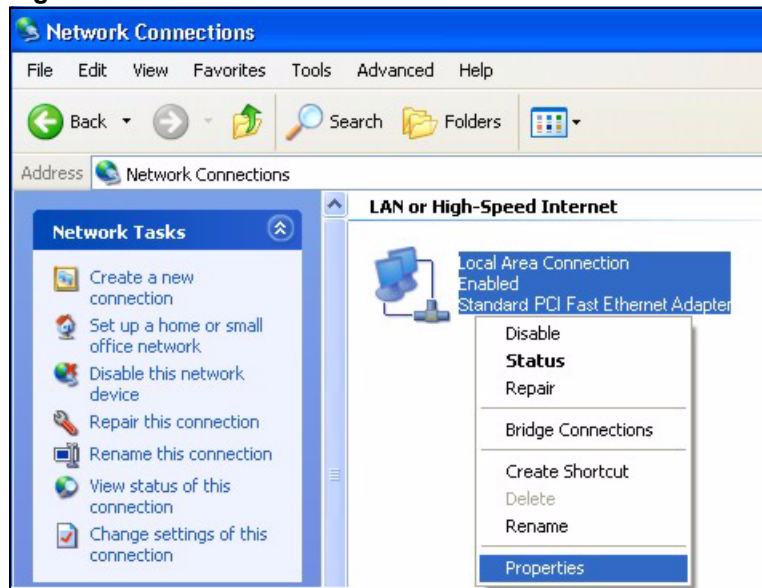 Network Connections
File Edit View Favorites Tools Advanced Help
Back Search Folders
Address Network Connections
Network Tasks
Create a new
connection
Set up a home or small
office network
Disable this network
device
Repair this connection
Rename this connection
View status of this
connection
Change settings of this
connection
LAN or High-Speed Internet
Local Area Connection
Enabled
Standard PCI Fast Ethernet Adapter
Disable
Status
Repair
Bridge Connections
Create Shortcut
Delete
Rename
Properties